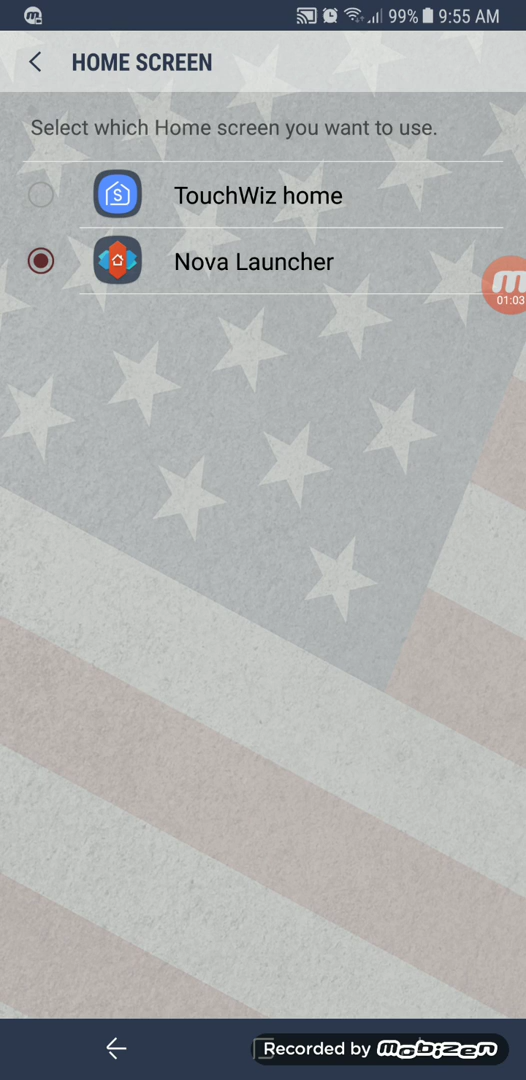 99% 9:55 AM
HOME SCREEN
Select which Home screen you want to use.
TouchWiz home
Nova Launcher
01:03
Recorded by mobizen